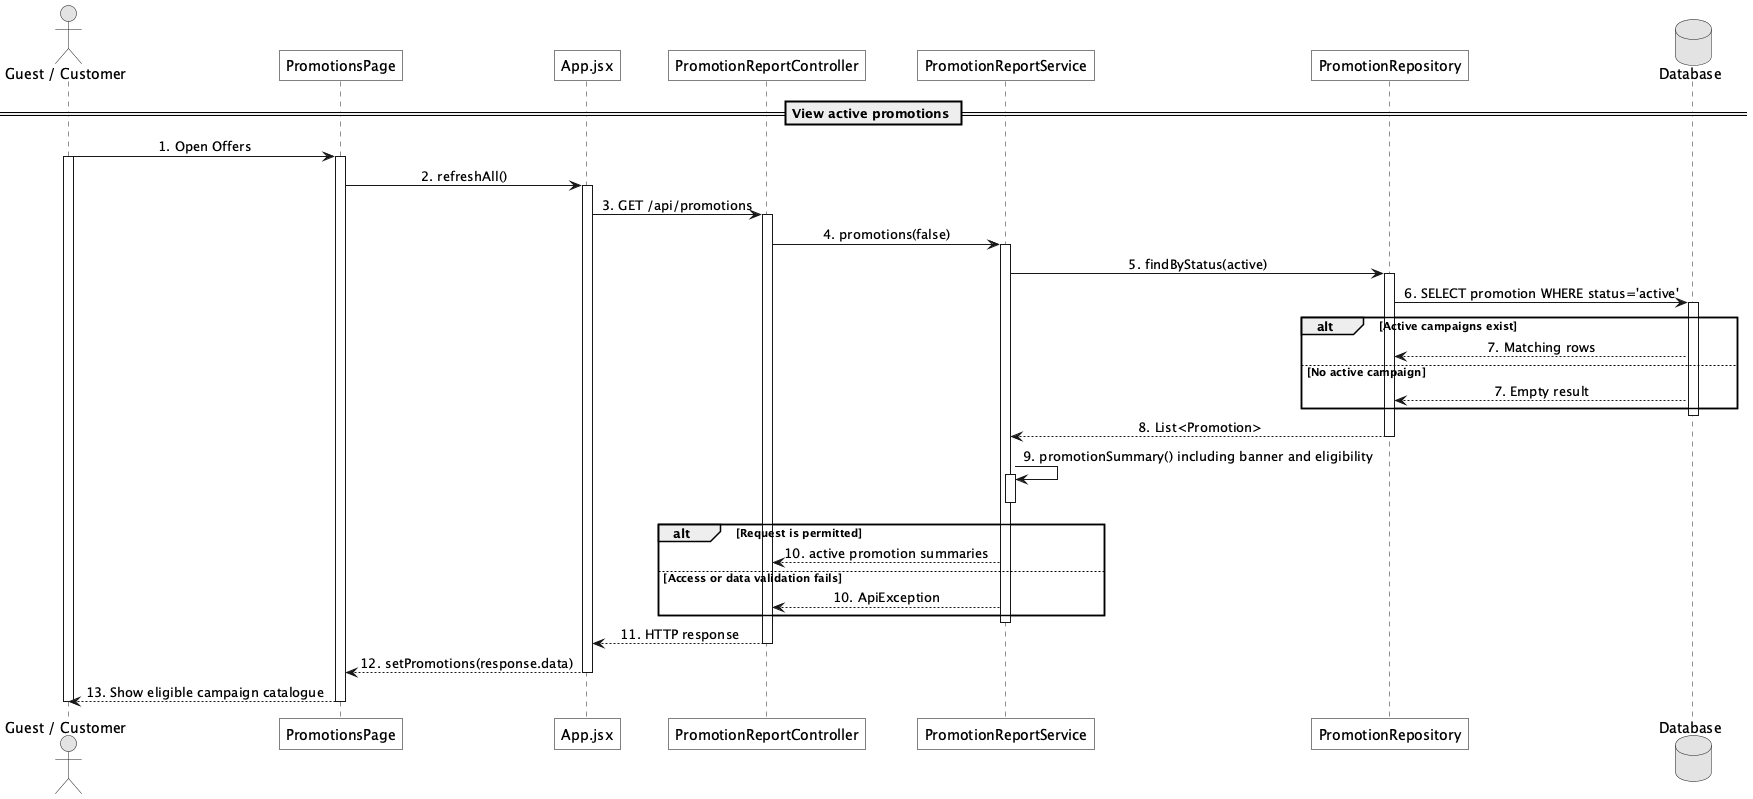 Guest / Customer
PromotionsPage
App.jsx
PromotionReportController
PromotionReportService
PromotionRepository
Database
View active promotions
1. Open Offers
2. refreshAll()
3. GET /api/promotions
4. promotions(false)
5. findByStatus(active)
6. SELECT promotion WHERE status='active'
alt [Active campaigns exist]
7. Matching rows
[No active campaign]
7. Empty result
8. List<Promotion>
9. promotionSummary() including banner and eligibility
alt [Request is permitted]
10. active promotion summaries
[Access or data validation fails]
10. ApiException
11. HTTP response
12. setPromotions(response.data)
13. Show eligible campaign catalogue
Guest / Customer
PromotionsPage
App.jsx
PromotionReportController
PromotionReportService
PromotionRepository
Database